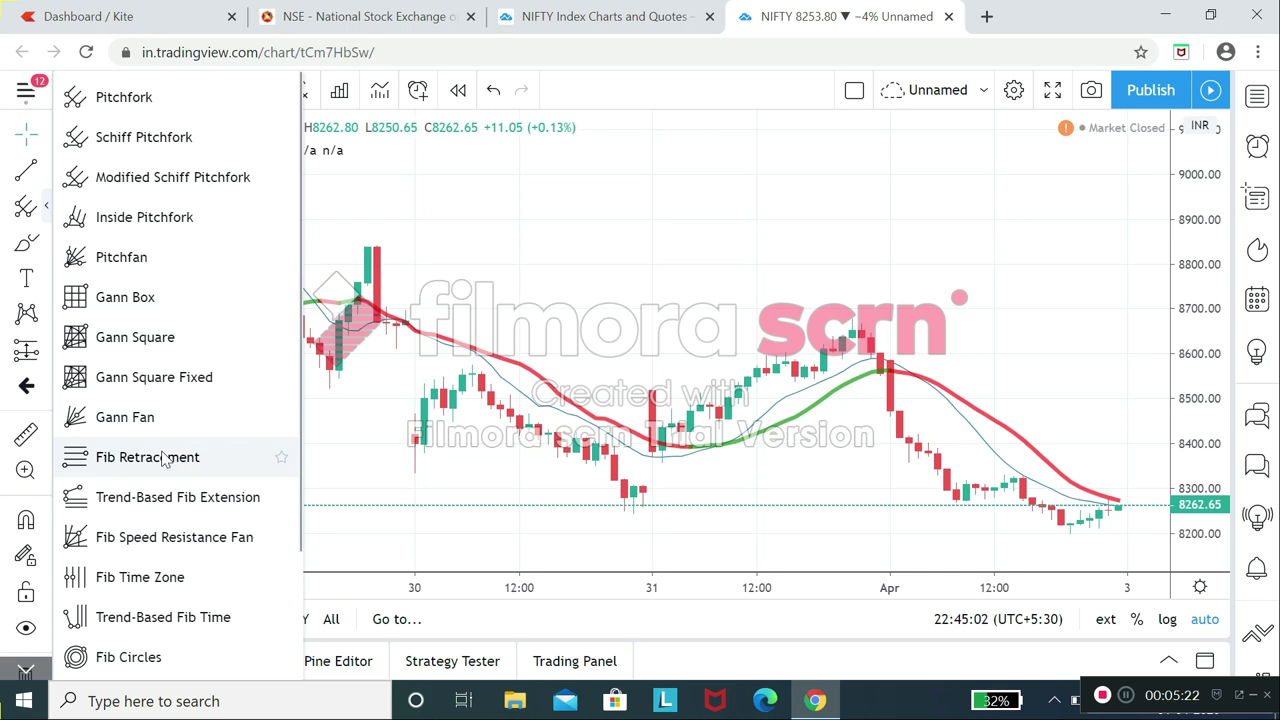 Dashboard / Kite
NSE - National Stock Exchange o
NIFTY Index Charts and Quotes -
NIFTY 8253.80 ▼ −4% Unnamed
in.tradingview.com/chart/tCm7HbSw/
12
Unnamed
Publish
Pitchfork
Schiff Pitchfork
Modified Schiff Pitchfork
Inside Pitchfork
Pitchfan
Gann Box
Gann Square
Gann Square Fixed
Gann Fan
Fib Retracement
Trend-Based Fib Extension
Fib Speed Resistance Fan
Fib Time Zone
Trend-Based Fib Time
Fib Circles
H8262.80 L8250.65 C8262.65 +11.05 (+0.13%)
/a n/a
Market Closed
INR
9000.00
8900.00
8800.00
8700.00
8600.00
8500.00
8400.00
8300.00
8262.65
8200.00
filmora scrn
Created with
Filmora scrn Trial Version
30 12:00 31 12:00 Apr 12:00 3
Y All Go to... 22:45:02 (UTC+5:30) ext % log auto
Pine Editor Strategy Tester Trading Panel
Type here to search
32%
00:05:22